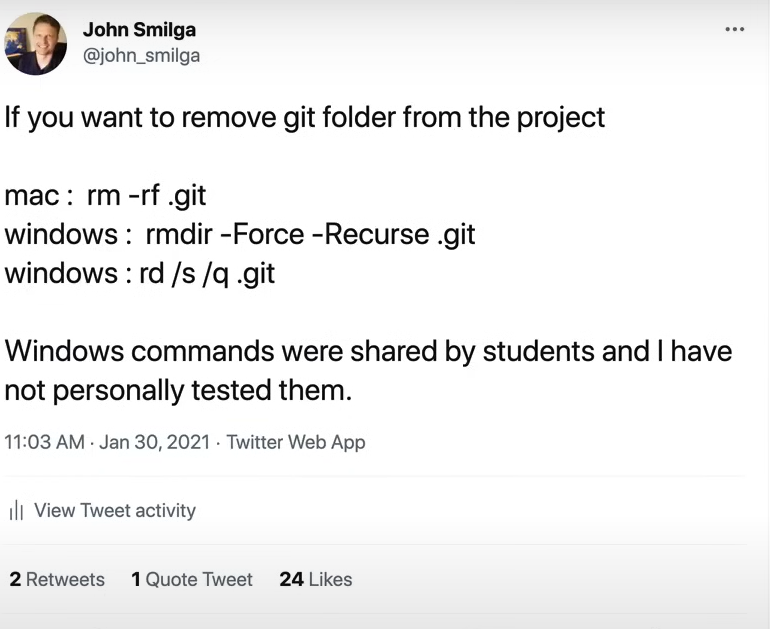 John Smilga
@john_smilga
If you want to remove git folder from the project
mac :  rm -rf .git
windows :  rmdir -Force -Recurse .git
windows : rd /s /q .git
Windows commands were shared by students and I have
not personally tested them.
11:03 AM · Jan 30, 2021 · Twitter Web App
View Tweet activity
2 Retweets 1 Quote Tweet 24 Likes